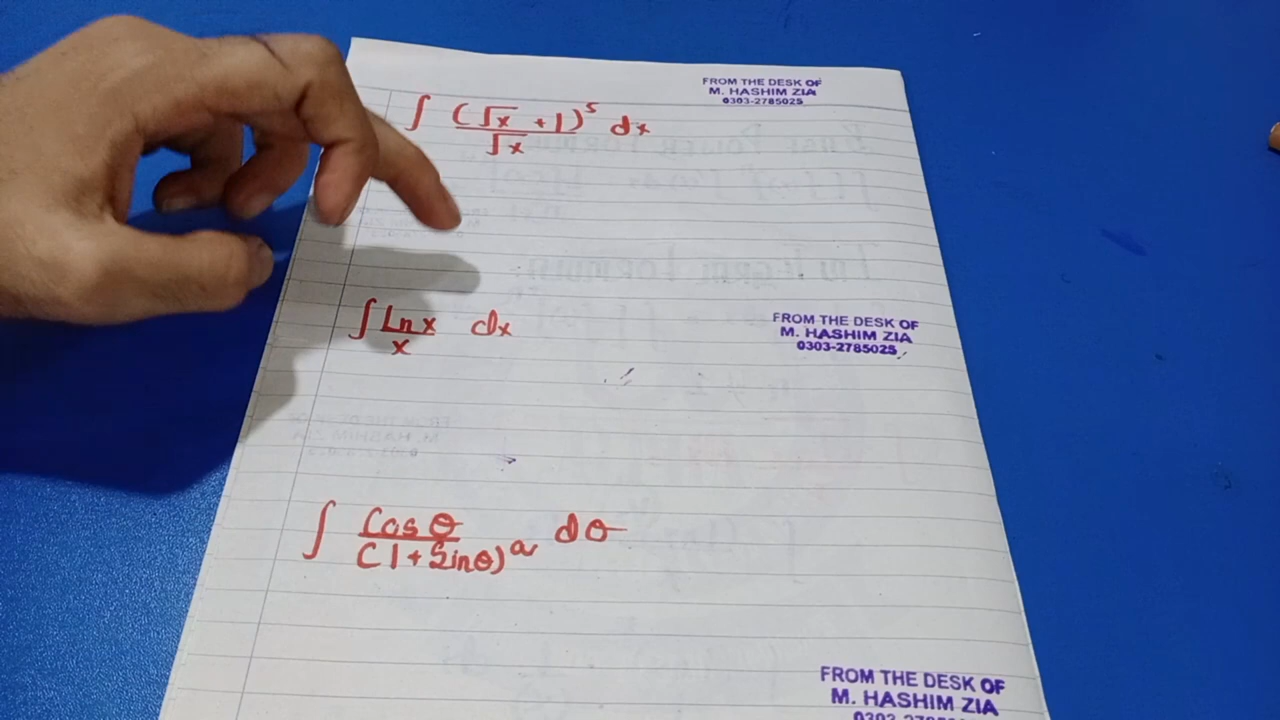 FROM THE DESK OF
M. HASHIM ZIA
0303-2785025
∫ (√x + 1)^5 / √x dx
∫ Ln x / x dx
FROM THE DESK OF
M. HASHIM ZIA
0303-2785025
∫ Cos θ / (1 + Sin θ)^a dθ
FROM THE DESK OF
M. HASHIM ZIA